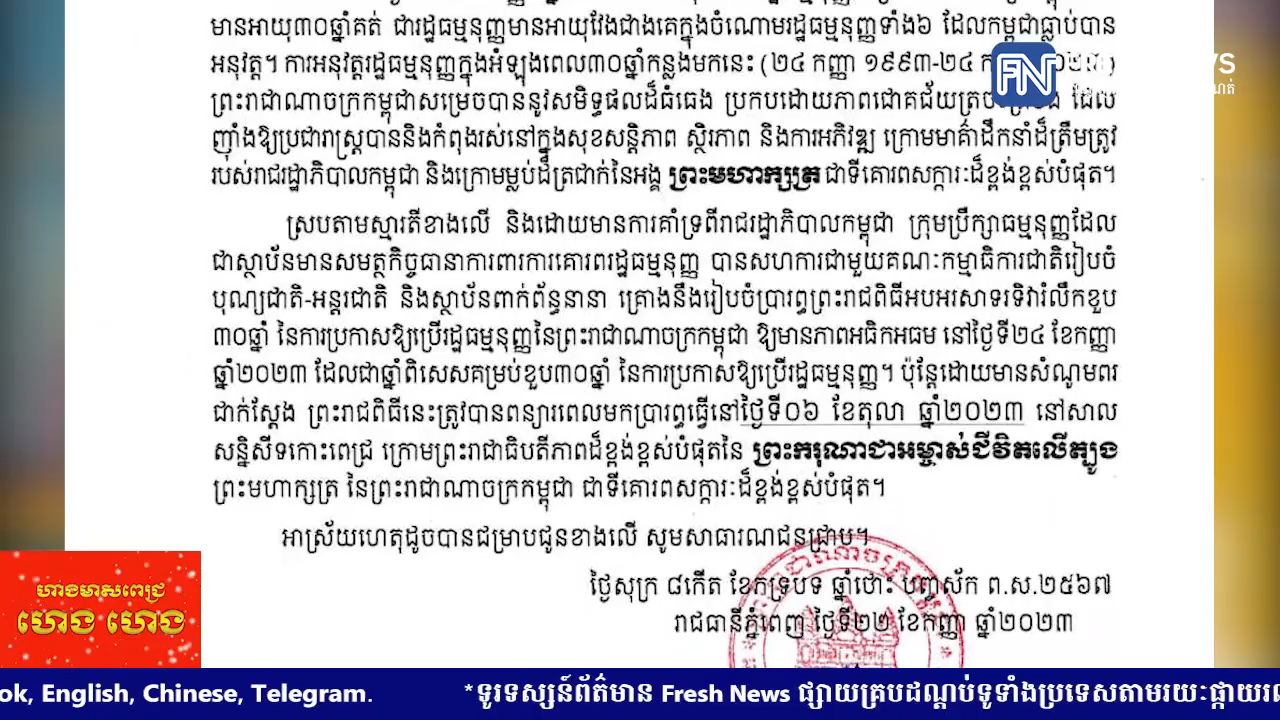 មានអាយុ៣០ឆ្នាំគត់ ជារដ្ឋធម្មនុញ្ញមានអាយុវែងជាងគេក្នុងចំណោមរដ្ឋធម្មនុញ្ញទាំង៦ ដែលកម្ពុជាធ្លាប់បាន
អនុវត្ត។ ការអនុវត្តរដ្ឋធម្មនុញ្ញក្នុងអំឡុងពេល៣០ឆ្នាំកន្លងមកនេះ (២៤ កញ្ញា ១៩៩៣-២៤
ព្រះរាជាណាចក្រកម្ពុជាសម្រេចបាននូវសមិទ្ធផលដ៏ធំធេង ប្រកបដោយភាពជោគជ័យ ដែល
ញ៉ាំងឱ្យប្រជារាស្ត្របាននិងកំពុងរស់នៅក្នុងសុខសន្តិភាព ស្ថិរភាព និងការអភិវឌ្ឍ ក្រោមមាគ៌ាដឹកនាំដ៏ត្រឹមត្រូវ
របស់រាជរដ្ឋាភិបាលកម្ពុជា និងក្រោមម្លប់ដ៏ត្រជាក់នៃអង្គ ព្រះមហាក្សត្រ ជាទីគោរពសក្ការៈដ៏ខ្ពង់ខ្ពស់បំផុត។
ស្របតាមស្មារតីខាងលើ និងដោយមានការគាំទ្រពីរាជរដ្ឋាភិបាលកម្ពុជា ក្រុមប្រឹក្សាធម្មនុញ្ញដែល
ជាស្ថាប័នមានសមត្ថកិច្ចធានាការពារការគោរពរដ្ឋធម្មនុញ្ញ បានសហការជាមួយគណៈកម្មាធិការជាតិរៀបចំ
បុណ្យជាតិ-អន្តរជាតិ និងស្ថាប័នពាក់ព័ន្ធនានា គ្រោងនឹងរៀបចំប្រារព្ធព្រះរាជពិធីអបអរសាទរទិវារំលឹកខួប
៣០ឆ្នាំ នៃការប្រកាសឱ្យប្រើរដ្ឋធម្មនុញ្ញនៃព្រះរាជាណាចក្រកម្ពុជា ឱ្យមានភាពអធិកអធម នៅថ្ងៃទី២៤ ខែកញ្ញា
ឆ្នាំ២០២៣ ដែលជាឆ្នាំពិសេសគម្រប់ខួប៣០ឆ្នាំ នៃការប្រកាសឱ្យប្រើរដ្ឋធម្មនុញ្ញ។ ប៉ុន្តែដោយមានសំណូមពរ
ជាក់ស្តែង ព្រះរាជពិធីនេះត្រូវបានពន្យារពេលមកប្រារព្ធធ្វើនៅថ្ងៃទី០៦ ខែតុលា ឆ្នាំ២០២៣ នៅសាល
សន្និសីទកោះពេជ្រ ក្រោមព្រះរាជាធិបតីភាពដ៏ខ្ពង់ខ្ពស់បំផុតនៃ ព្រះករុណាជាអម្ចាស់ជីវិតលើត្បូង
ព្រះមហាក្សត្រ នៃព្រះរាជាណាចក្រកម្ពុជា ជាទីគោរពសក្ការៈដ៏ខ្ពង់ខ្ពស់បំផុត។
អាស្រ័យហេតុដូចបានជម្រាបជូនខាងលើ សូមសាធារណជនជ្រាប។
ថ្ងៃសុក្រ ៨កើត ខែភទ្របទ ឆ្នាំថោះ បញ្ចស័ក ព.ស.២៥៦៧
រាជធានីភ្នំពេញ ថ្ងៃទី២២ ខែកញ្ញា ឆ្នាំ២០២៣
FN
ហាងមាសពេជ្រ
ហេង ហេង
ok, English, Chinese, Telegram. *ទូរទស្សន៍ព័ត៌មាន Fresh News ផ្សាយគ្របដណ្តប់ទូទាំងប្រទេសតាមរយៈផ្កាយរណ